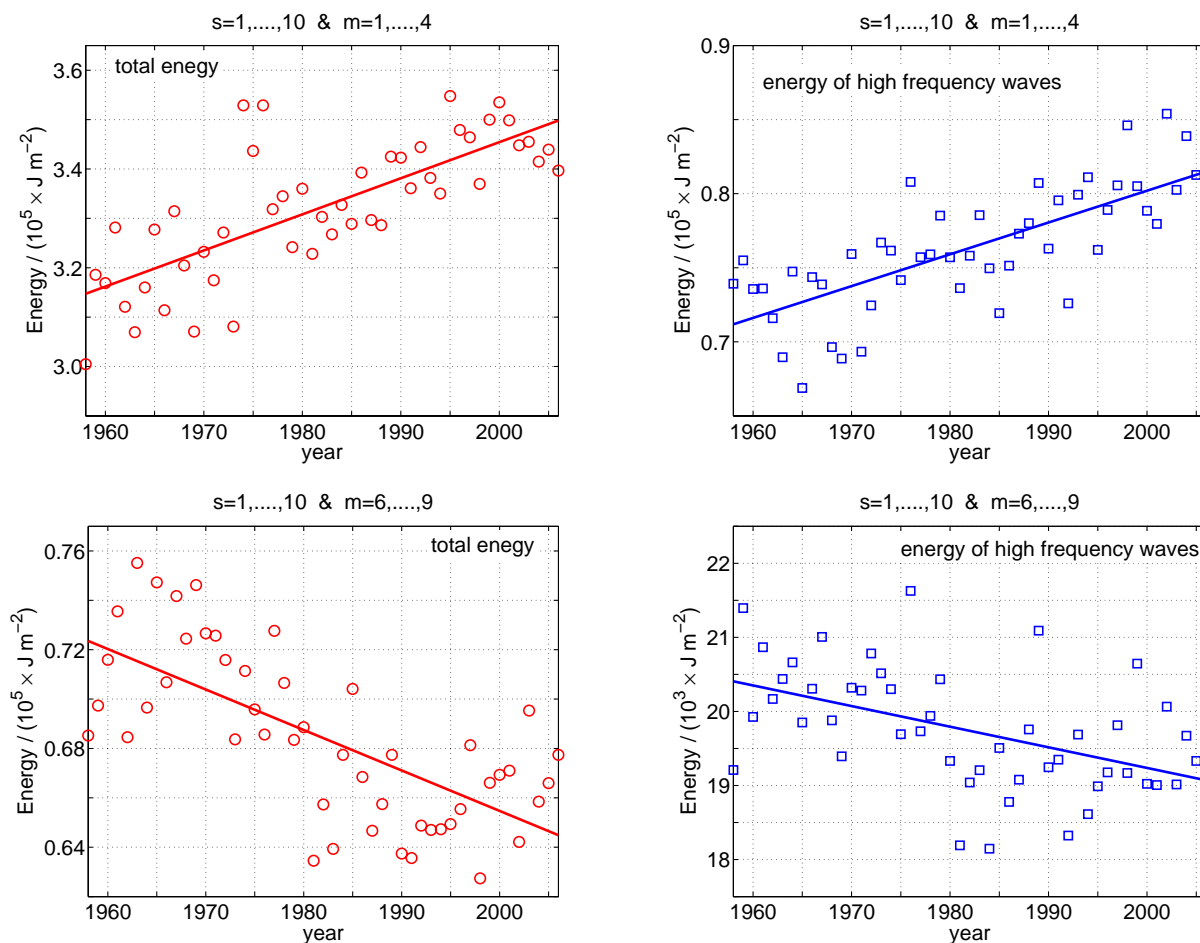 s=1,....,10 & m=1,....,4
total enegy
Energy / (10⁵ × J m⁻²)
3.6
3.4
3.2
3.0
1960 1970 1980 1990 2000
year
s=1,....,10 & m=1,....,4
energy of high frequency waves
Energy / (10⁵ × J m⁻²)
0.9
0.8
0.7
1960 1970 1980 1990 2000
year
s=1,....,10 & m=6,....,9
total energy
Energy / (10⁵ × J m⁻²)
0.76
0.72
0.68
0.64
1960 1970 1980 1990 2000
year
s=1,....,10 & m=6,....,9
energy of high frequency waves
Energy / (10³ × J m⁻²)
22
21
20
19
18
1960 1970 1980 1990 2000
year